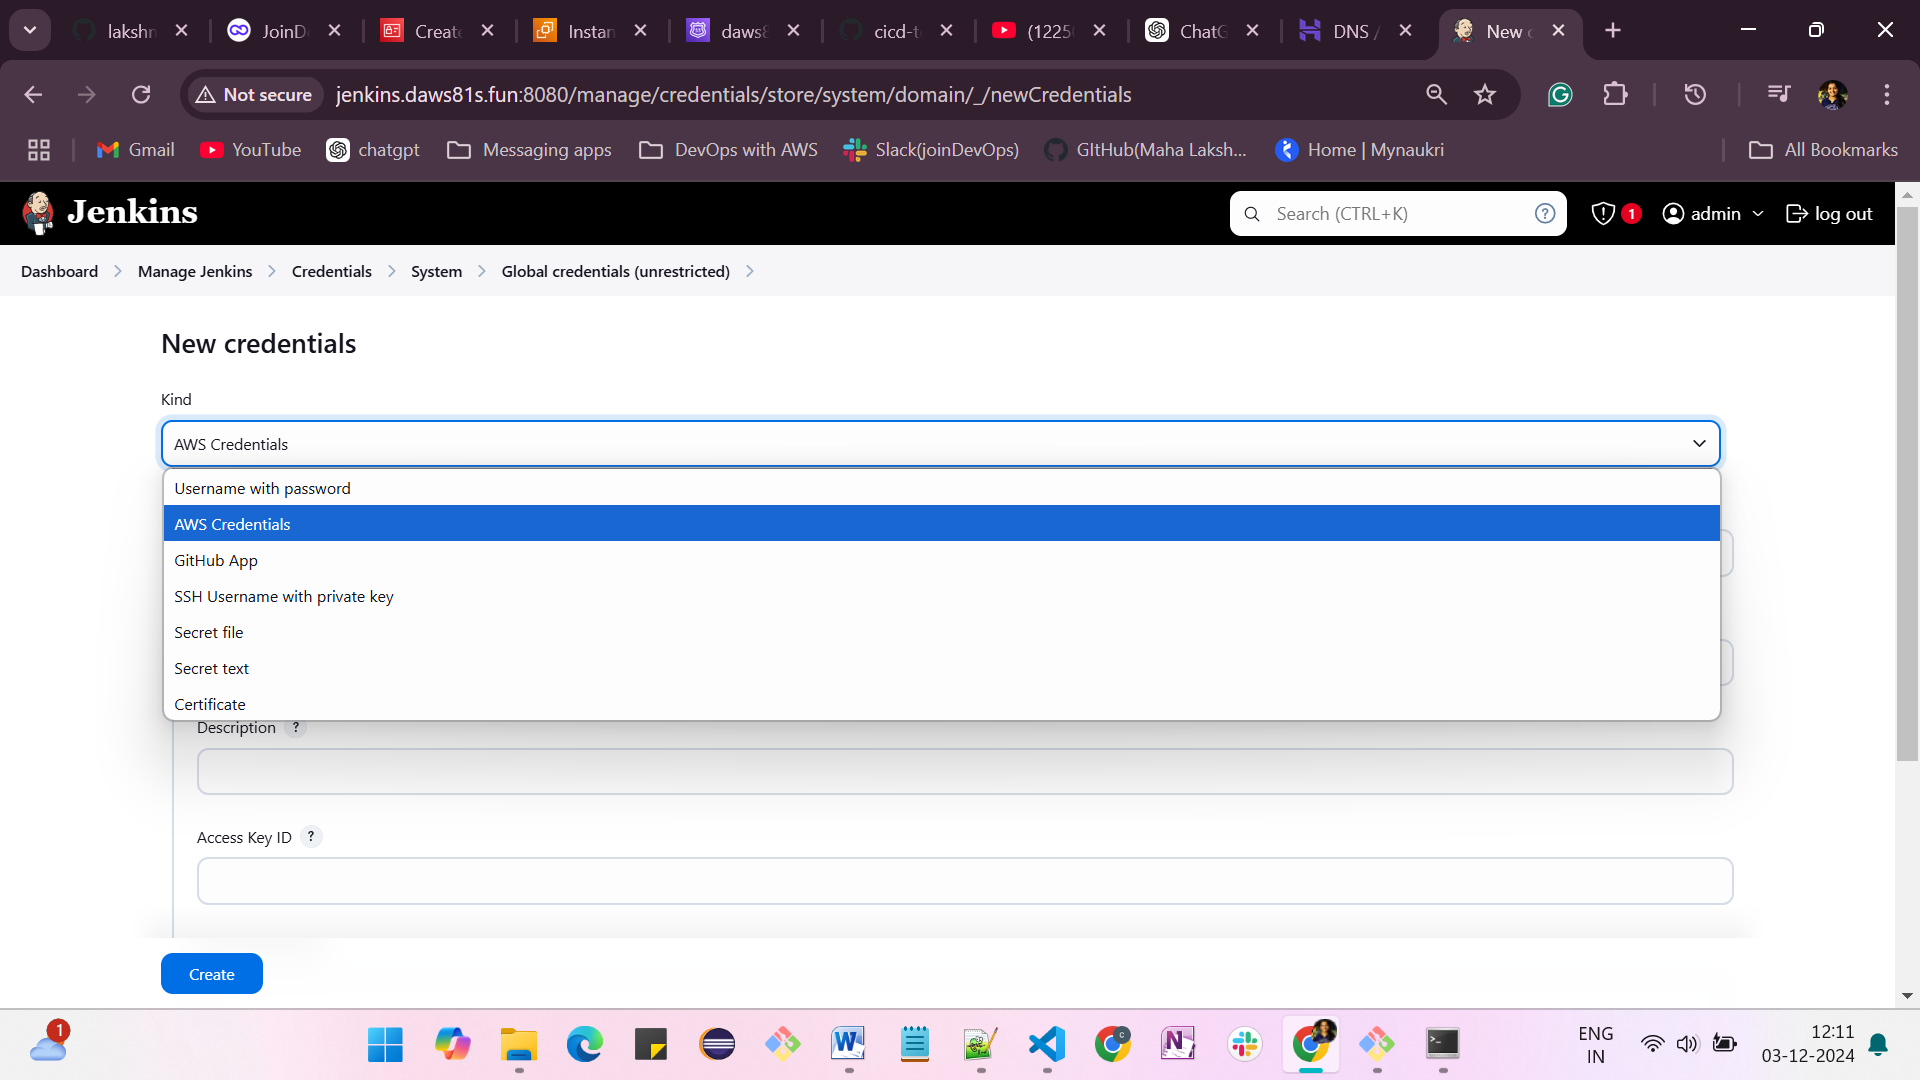 lakshn
JoinD
Create
Instan
daws8
cicd-t
(1225
ChatG
DNS /
New c
Not secure
jenkins.daws81s.fun:8080/manage/credentials/store/system/domain/_/newCredentials
Gmail
YouTube
chatgpt
Messaging apps
DevOps with AWS
Slack(joinDevOps)
GItHub(Maha Laksh...
Home | Mynaukri
All Bookmarks
Jenkins
Search (CTRL+K)
?
1
admin
log out
Dashboard
Manage Jenkins
Credentials
System
Global credentials (unrestricted)
New credentials
Kind
AWS Credentials
Username with password
AWS Credentials
GitHub App
SSH Username with private key
Secret file
Secret text
Certificate
Description ?
Access Key ID ?
Create
1
ENG
IN
12:11
03-12-2024